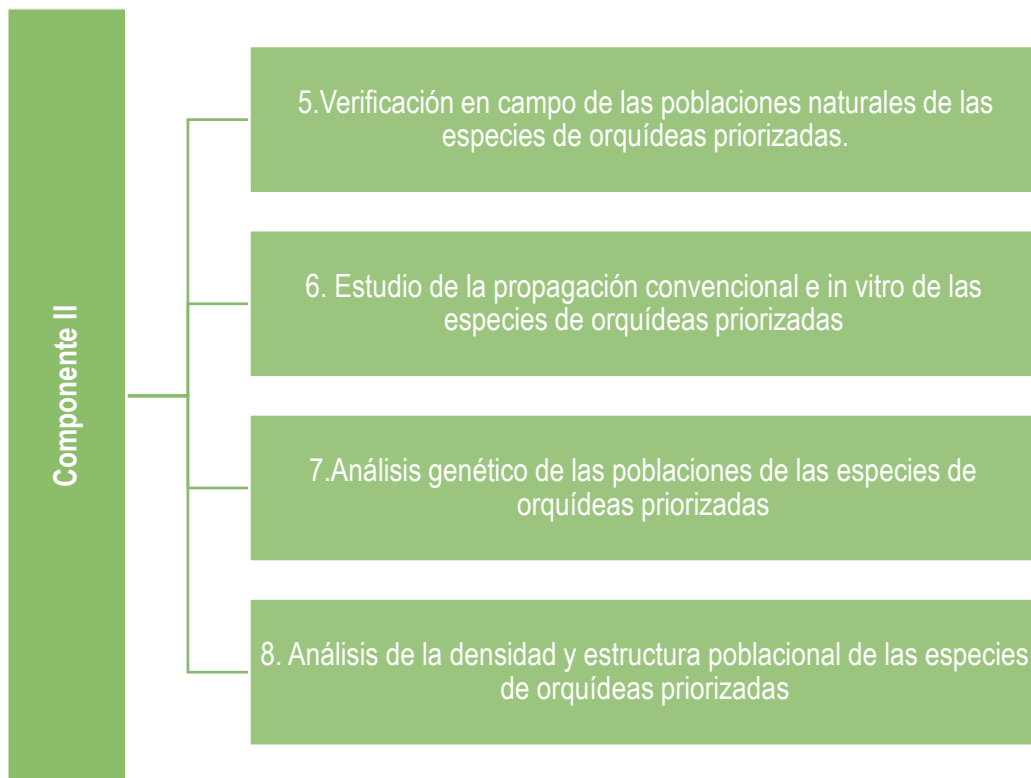 Componente II
5.Verificación en campo de las poblaciones naturales de las
especies de orquídeas priorizadas.
6. Estudio de la propagación convencional e in vitro de las
especies de orquídeas priorizadas
7.Análisis genético de las poblaciones de las especies de
orquídeas priorizadas
8. Análisis de la densidad y estructura poblacional de las especies
de orquídeas priorizadas